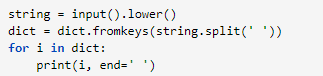 string = input().lower()
dict = dict.fromkeys(string.split(' '))
for i in dict:
    print(i, end=' ')